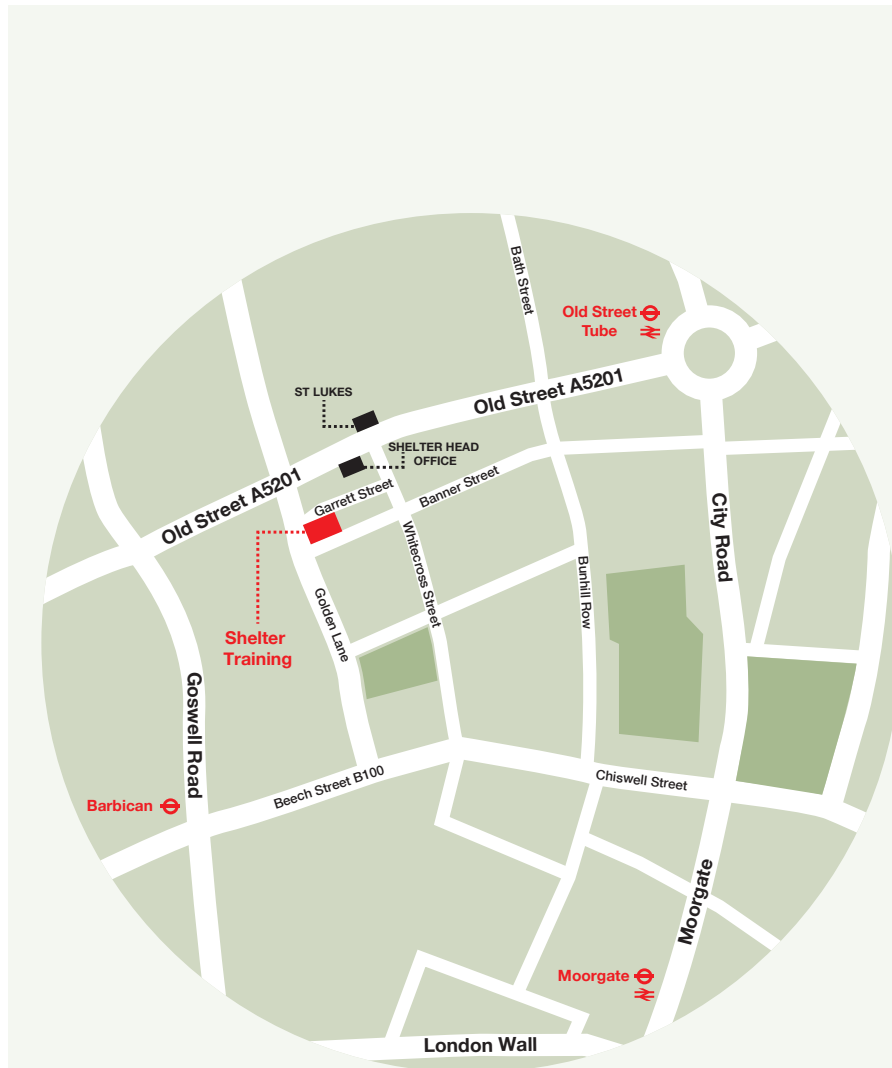 Bath Street
Old Street
Tube
Old Street A5201
ST LUKES
SHELTER HEAD
OFFICE
Old Street A5201
Garrett Street
Banner Street
Whitecross Street
City Road
Bunhill Row
Golden Lane
Shelter
Training
Goswell Road
Beech Street B100
Chiswell Street
Barbican
Moorgate
Moorgate
London Wall